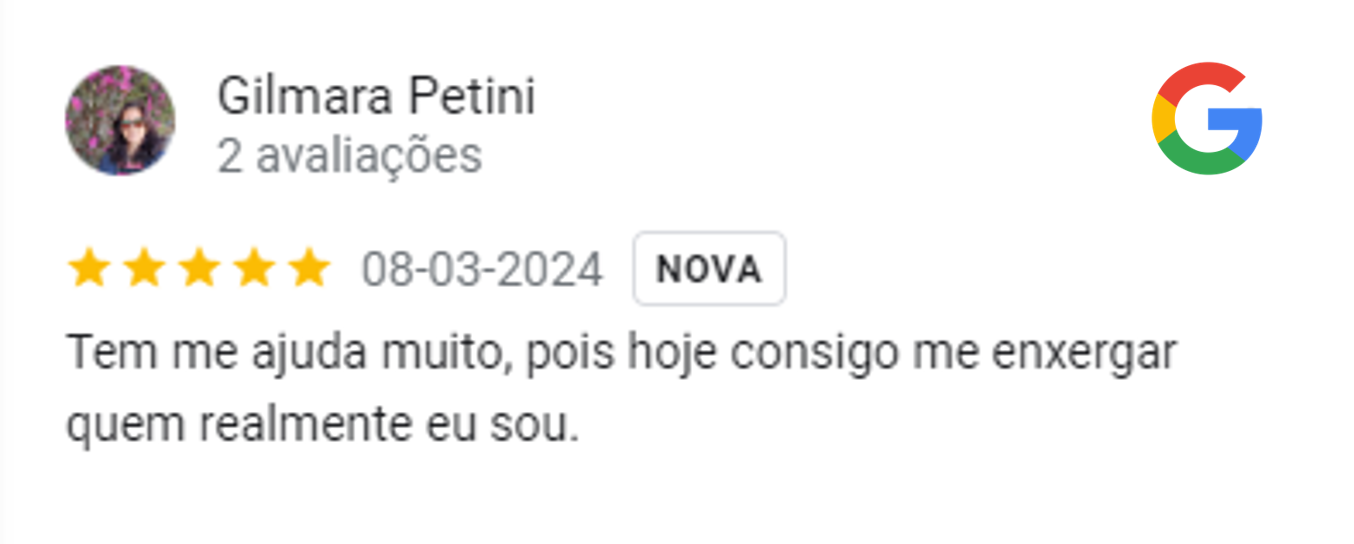 Gilmara Petini
2 avaliações
08-03-2024 NOVA
Tem me ajuda muito, pois hoje consigo me enxergar
quem realmente eu sou.